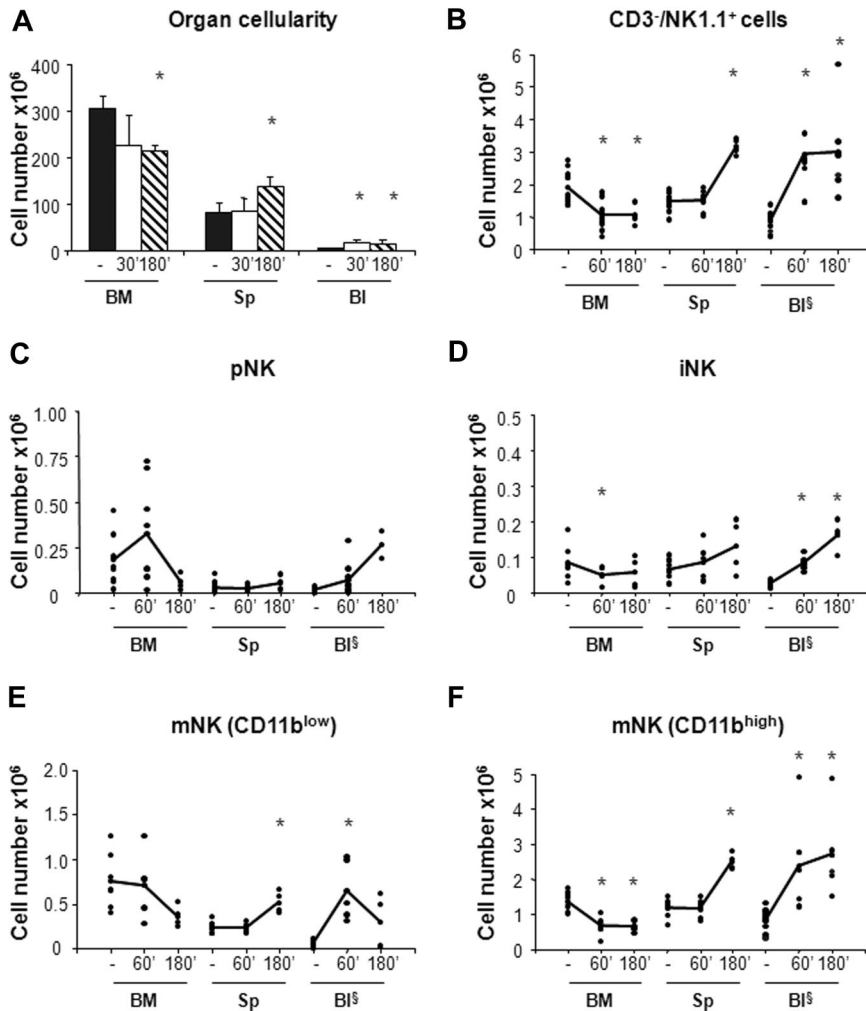 A
Organ cellularity
Cell number x10⁶
400
300
200
100
0
- 30' 180' - 30' 180' - 30' 180'
BM Sp Bl
* * * *
B
CD3⁻/NK1.1⁺ cells
Cell number x10⁶
6
5
4
3
2
1
0
- 60' 180' - 60' 180' - 60' 180'
BM Sp Bl§
* * * * *
C
pNK
Cell number x10⁶
1.00
0.75
0.50
0.25
0
- 60' 180' - 60' 180' - 60' 180'
BM Sp Bl§
D
iNK
Cell number x10⁶
0.5
0.4
0.3
0.2
0.1
0
- 60' 180' - 60' 180' - 60' 180'
BM Sp Bl§
* * *
E
mNK (CD11bˡᵒʷ)
Cell number x10⁶
2.0
1.5
1.0
0.5
0
- 60' 180' - 60' 180' - 60' 180'
BM Sp Bl§
* *
F
mNK (CD11bʰⁱᵍʰ)
Cell number x10⁶
5
4
3
2
1
0
- 60' 180' - 60' 180' - 60' 180'
BM Sp Bl§
* * * * *